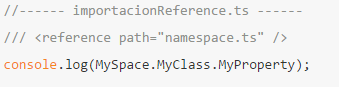 //------ importacionReference.ts ------
/// <reference path="namespace.ts" />
console.log(MySpace.MyClass.MyProperty);